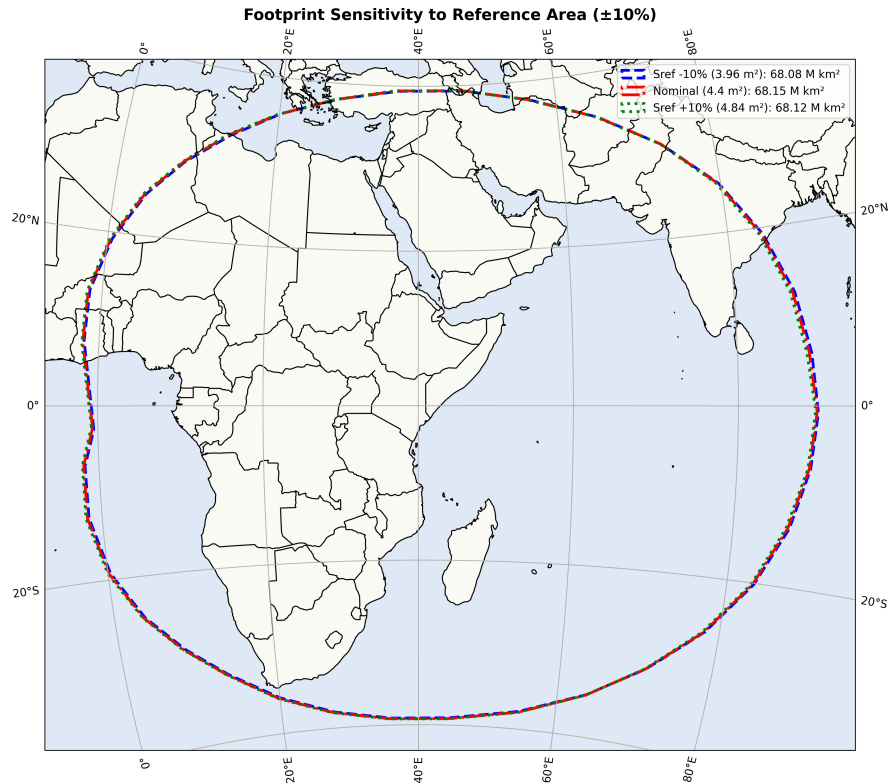 Footprint Sensitivity to Reference Area (±10%)
0° 20°E 40°E 60°E 80°E
Sref -10% (3.96 m²): 68.08 M km²
Nominal (4.4 m²): 68.15 M km²
Sref +10% (4.84 m²): 68.12 M km²
20°N 20°N
0° 0°
20°S 20°S
0° 20°E 40°E 60°E 80°E